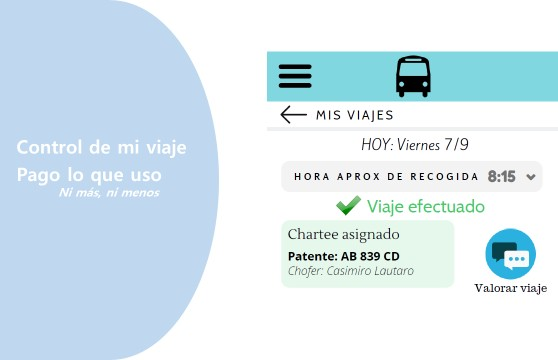 Control de mi viaje
Pago lo que uso
Ni más, ni menos
MIS VIAJES
HOY: Viernes 7/9
HORA APROX DE RECOGIDA 8:15
Viaje efectuado
Chartee asignado
Patente: AB 839 CD
Chofer: Casimiro Lautaro
Valorar viaje